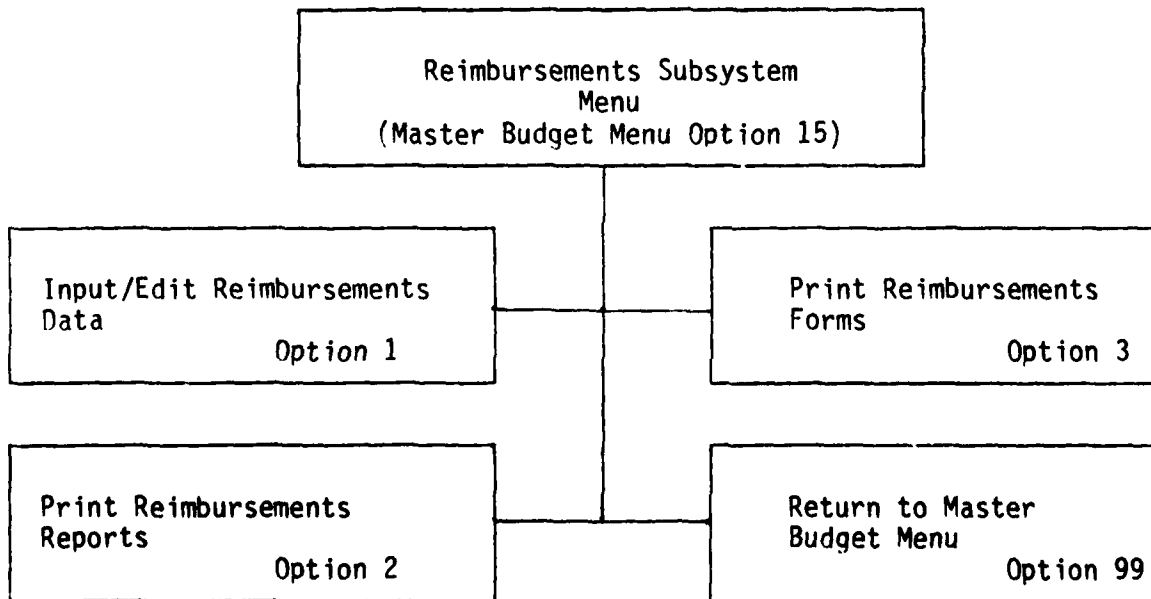 Reimbursements Subsystem
Menu
(Master Budget Menu Option 15)
Input/Edit Reimbursements
Data
Option 1
Print Reimbursements
Forms
Option 3
Print Reimbursements
Reports
Option 2
Return to Master
Budget Menu
Option 99